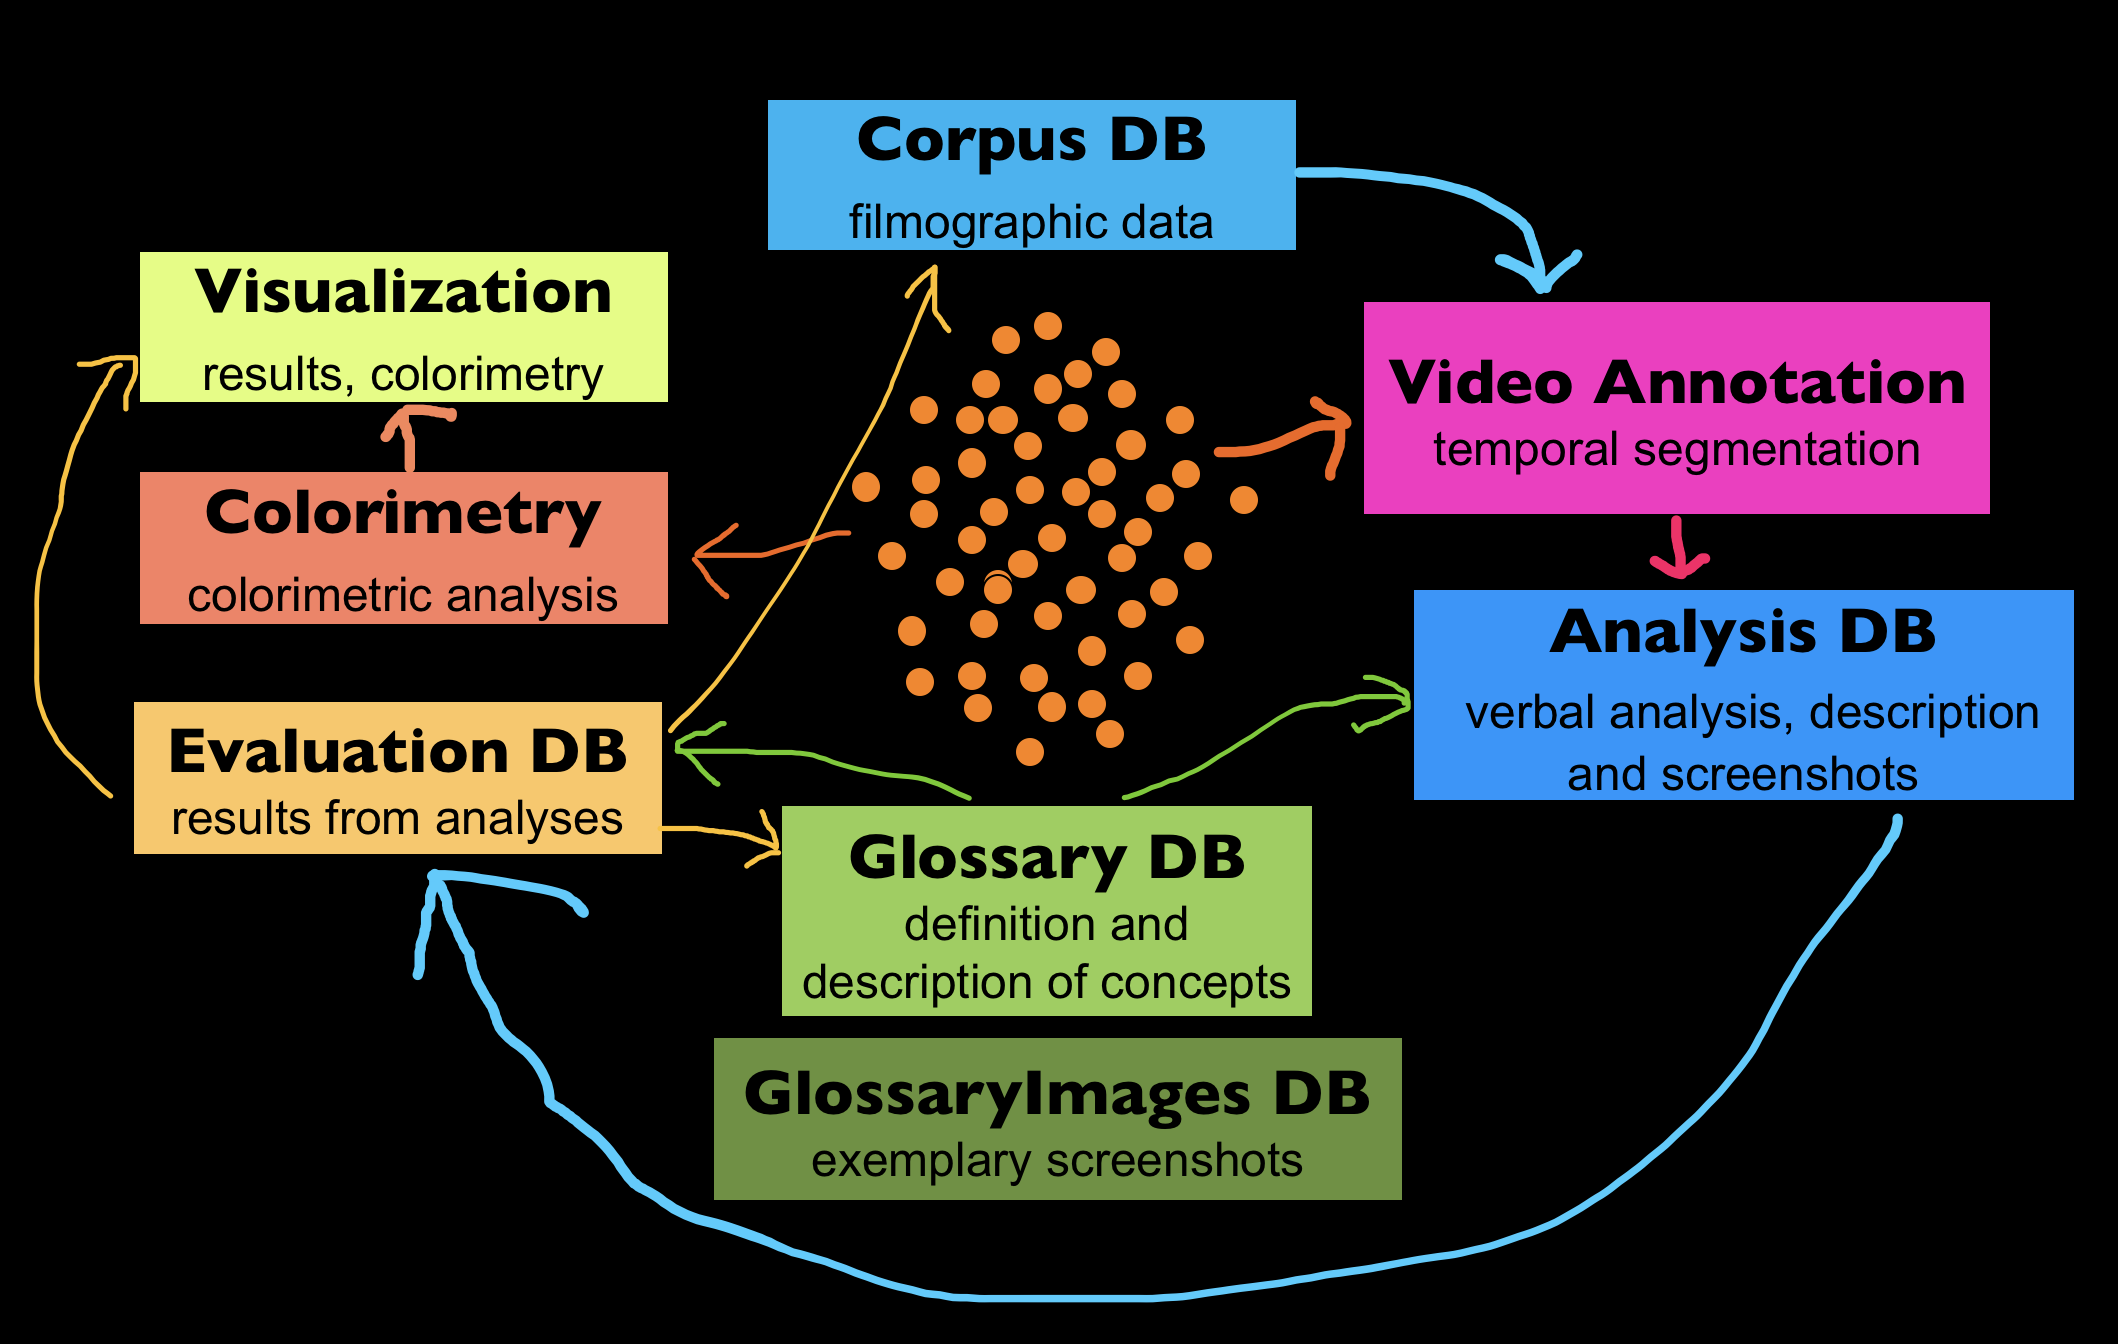 Corpus DB
filmographic data
Visualization
results, colorimetry
Video Annotation
temporal segmentation
Colorimetry
colorimetric analysis
Analysis DB
verbal analysis, description
and screenshots
Evaluation DB
results from analyses
Glossary DB
definition and
description of concepts
GlossaryImages DB
exemplary screenshots